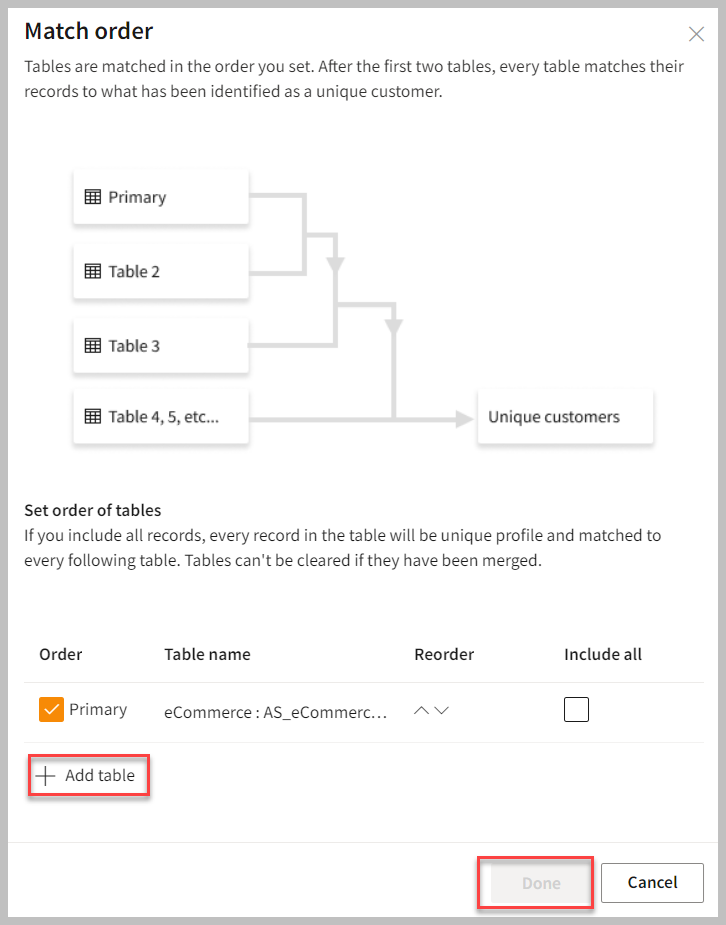 Match order
Tables are matched in the order you set. After the first two tables, every table matches their
records to what has been identified as a unique customer.
Primary
Table 2
Table 3
Table 4, 5, etc...
Unique customers
Set order of tables
If you include all records, every record in the table will be unique profile and matched to
every following table. Tables can't be cleared if they have been merged.
Order Table name Reorder Include all
Primary eCommerce : AS_eCommerc...
Add table
Done Cancel